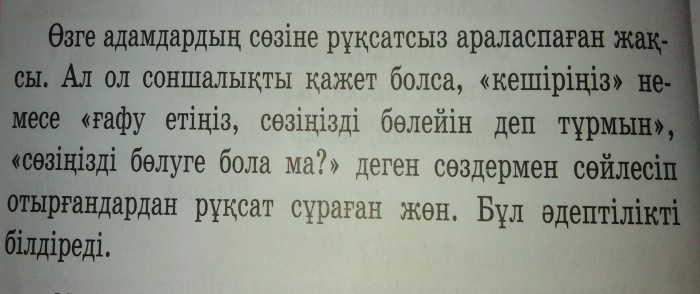 Өзге адамдардың сөзіне рұқсатсыз араласпаған жақ-
сы. Ал ол соншалықты қажет болса, «кешіріңіз» не-
месе «ғафу етіңіз, сөзіңізді бөлейін деп тұрмын»,
«сөзіңізді бөлуге бола ма?» деген сөздермен сөйлесіп
отырғандардан рұқсат сұраған жөн. Бұл әдептілікті
білдіреді.